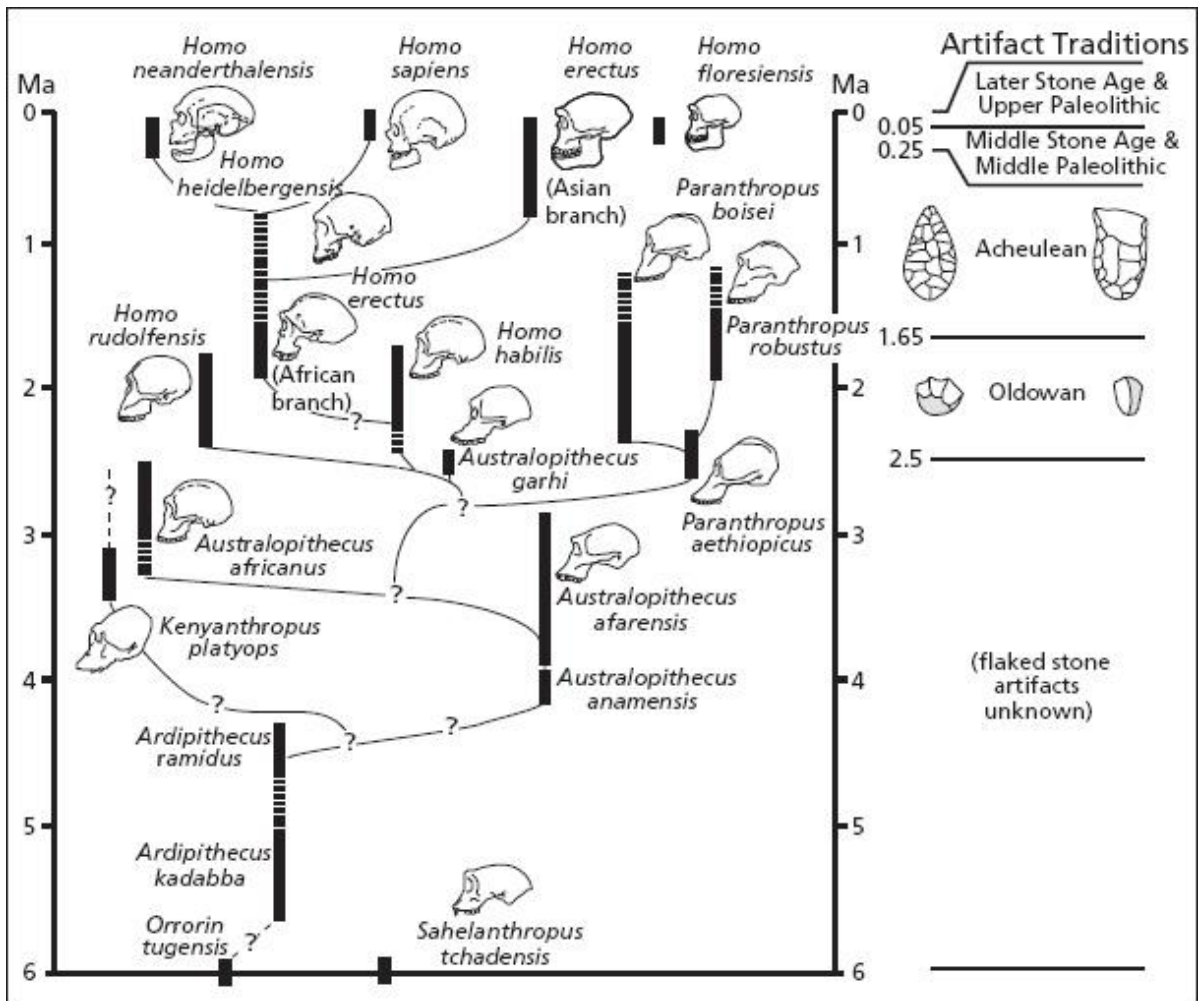 Homo
neanderthalensis
Homo
sapiens
Homo
erectus
Homo
floresiensis
Artifact Traditions
Ma
Ma
Later Stone Age &
Upper Paleolithic
0
0
0.05
Middle Stone Age &
Middle Paleolithic
0.25
Homo
heidelbergensis
(Asian
branch)
Paranthropus
boisei
1
1
Acheulean
Homo
erectus
Homo
rudolfensis
Homo
habilis
Paranthropus
robustus
1.65
(African
branch)
2
2
Oldowan
?
Australopithecus
garhi
2.5
?
?
Paranthropus
aethiopicus
3
3
Australopithecus
africanus
?
Australopithecus
afarensis
Kenyanthropus
platyops
4
4
(flaked stone
artifacts
unknown)
Australopithecus
anamensis
?
?
?
Ardipithecus
ramidus
5
5
Ardipithecus
kadabba
Orrorin
tugensis
?
Sahelanthropus
tchadensis
6
6